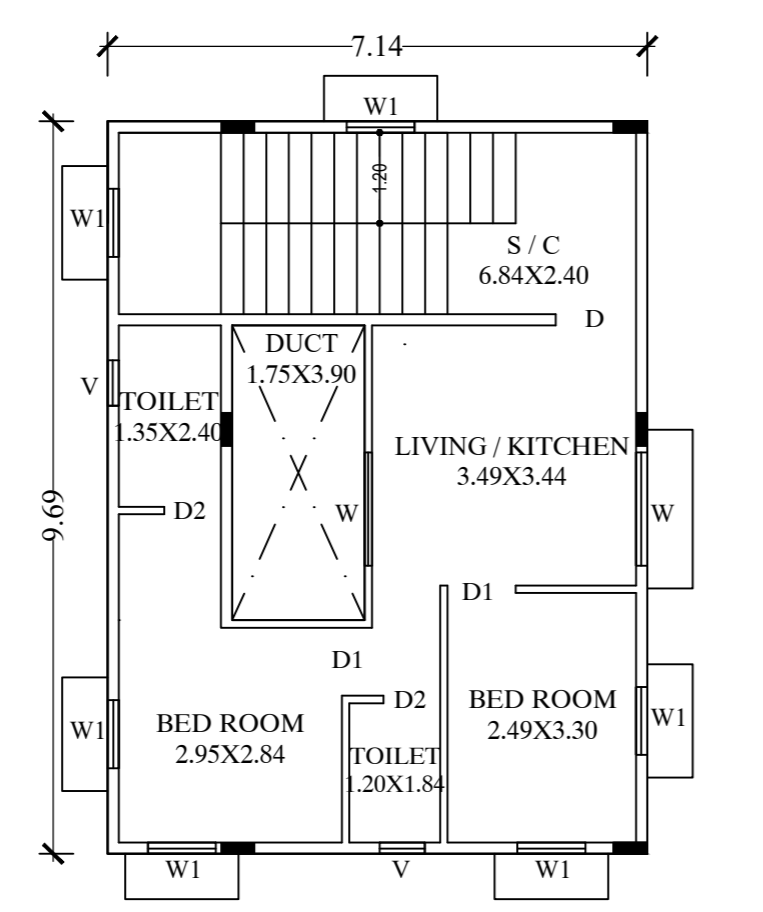 7.14
W1
1.20
W1
S / C
6.84X2.40
D
DUCT
1.75X3.90
V
TOILET
1.35X2.40
LIVING / KITCHEN
3.49X3.44
9.69
D2
W
W
D1
D1
D2
BED ROOM
2.49X3.30
W1
W1
BED ROOM
2.95X2.84
TOILET
1.20X1.84
W1
V
W1